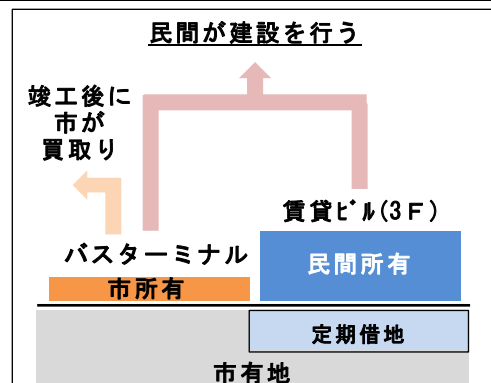 民間が建設を行う
竣工後に
市が
買取り
賃貸ﾋﾞﾙ(3F)
バスターミナル
民間所有
市所有
定期借地
市有地